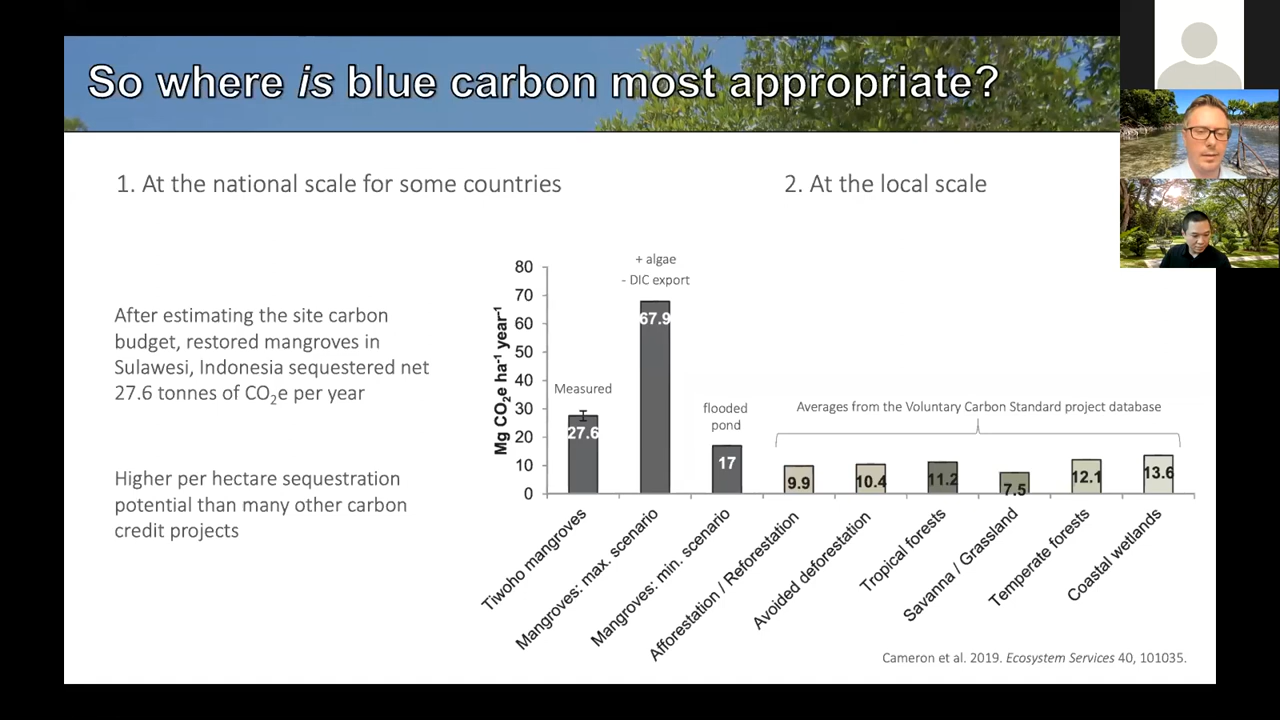 So where is blue carbon most appropriate?
1. At the national scale for some countries
2. At the local scale
After estimating the site carbon
budget, restored mangroves in
Sulawesi, Indonesia sequestered net
27.6 tonnes of CO₂e per year
Higher per hectare sequestration
potential than many other carbon
credit projects
Mg CO₂e ha⁻¹ year⁻¹
80
70
60
50
40
30
20
10
0
+ algae
- DIC export
Measured
flooded
pond
Averages from the Voluntary Carbon Standard project database
27.6
67.9
17
9.9
10.4
11.2
7.5
12.1
13.6
Tiwoho mangroves
Mangroves: max. scenario
Mangroves: min. scenario
Afforestation / Reforestation
Avoided deforestation
Tropical forests
Savanna / Grassland
Temperate forests
Coastal wetlands
Cameron et al. 2019. Ecosystem Services 40, 101035.